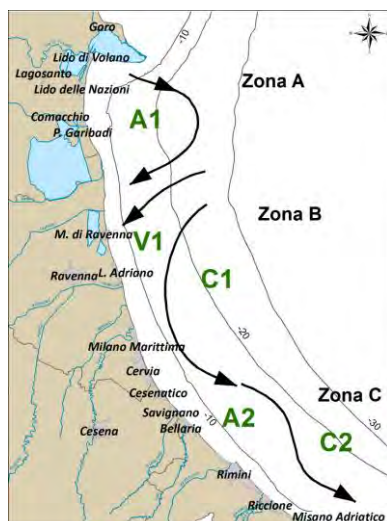 Goro
-10
Lido di Volano
Lagosanto
Zona A
Lido delle Nazioni
A1
Comacchio
P. Garibadi
Zona B
M. di Ravenna
V1
Ravenna
L. Adriano
C1
-20
Milano Marittima
Cervia
Zona C
Cesenatico
-10
A2
-30
Savignano
Cesena
Bellaria
C2
Rimini
Riccione
Misano Adriatico